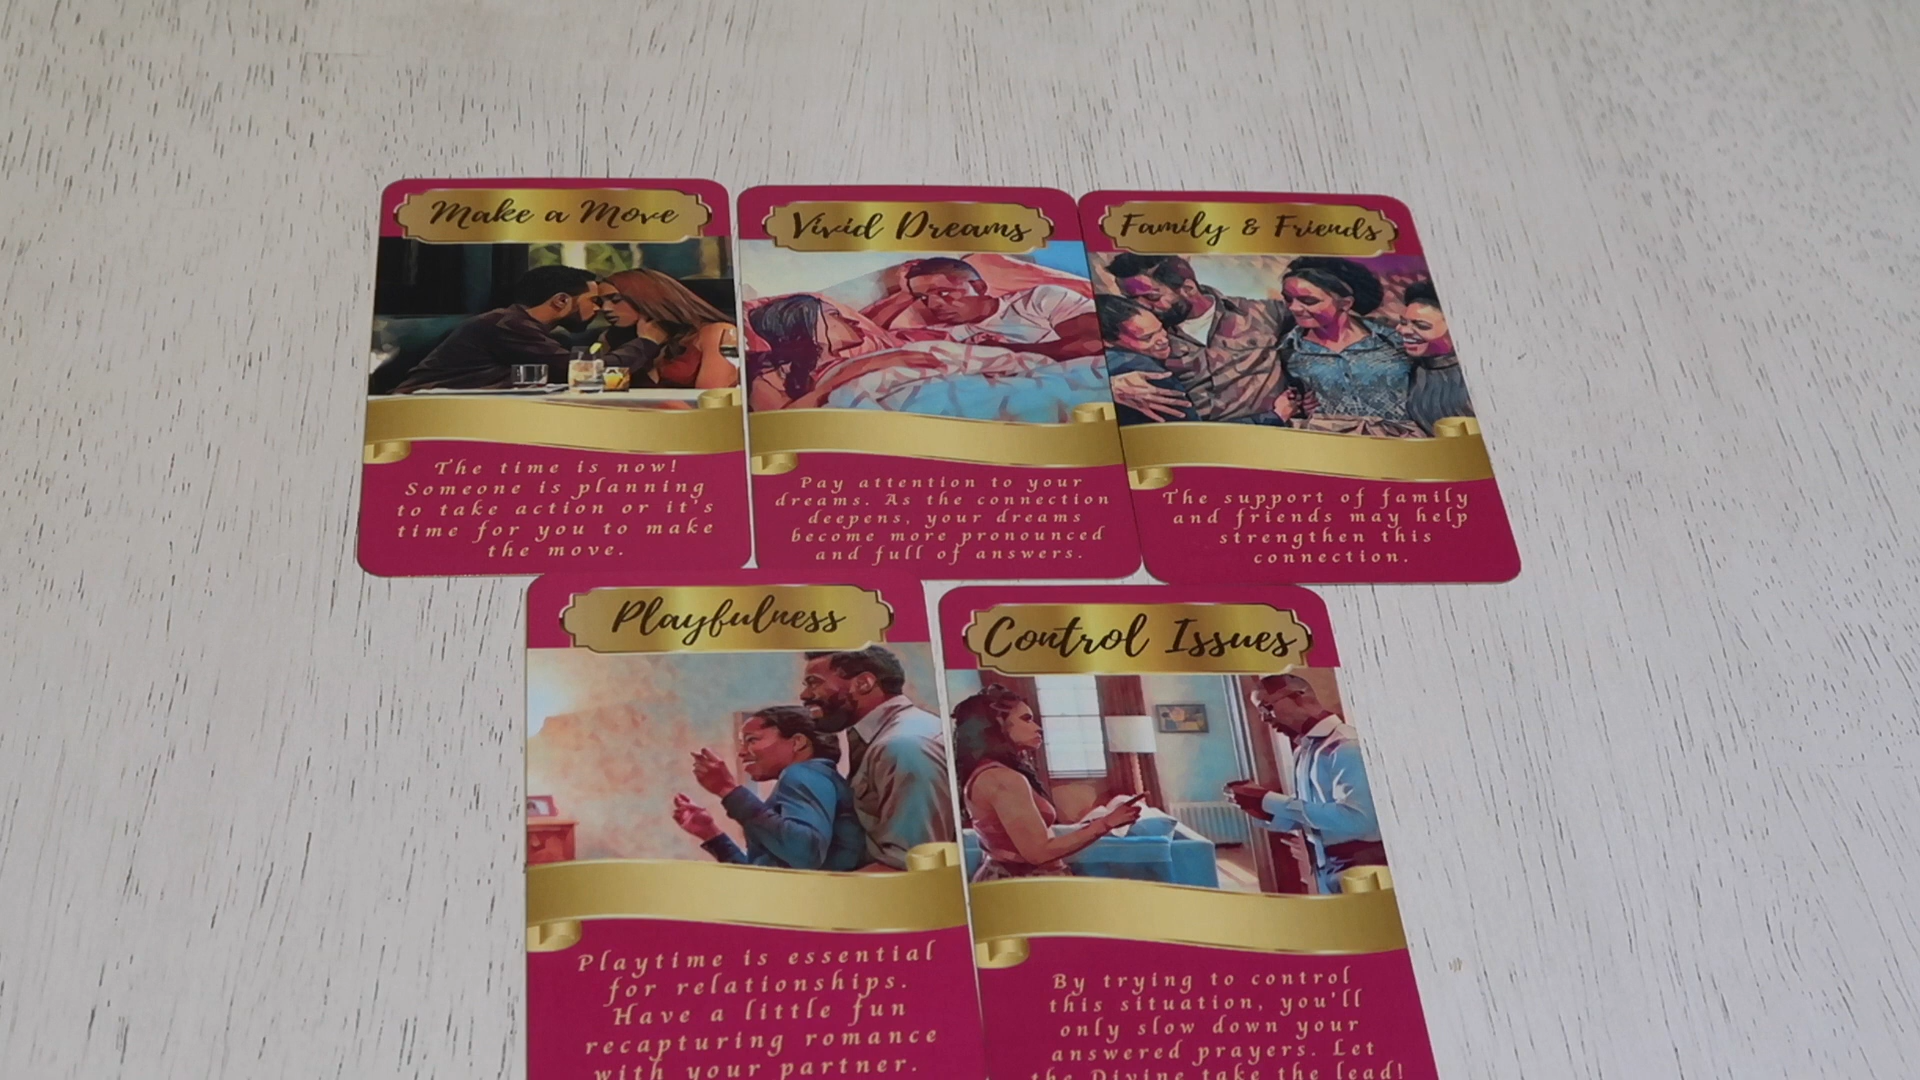 Make a Move
The time is now!
Someone is planning
to take action or it's
time for you to make
the move.
Vivid Dreams
Pay attention to your
dreams. As the connection
deepens, your dreams
become more pronounced
and full of answers.
Family & Friends
The support of family
and friends may help
strengthen this
connection.
Playfulness
Playtime is essential
for relationships.
Have a little fun
recapturing romance
with your partner.
Control Issues
By trying to control
this situation, you'll
only slow down your
answered prayers. Let
the Divine take the lead!